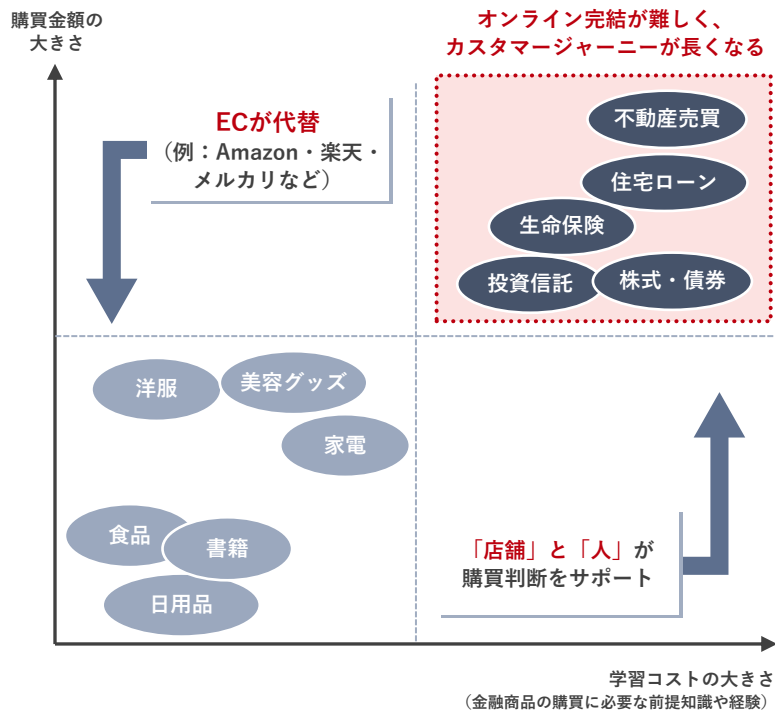 購買金額の
大きさ
オンライン完結が難しく、
カスタマージャーニーが長くなる
ECが代替
（例：Amazon・楽天・
メルカリなど）
不動産売買
住宅ローン
生命保険
投資信託
株式・債券
洋服
美容グッズ
家電
食品
書籍
日用品
「店舗」と「人」が
購買判断をサポート
学習コストの大きさ
（金融商品の購買に必要な前提知識や経験）